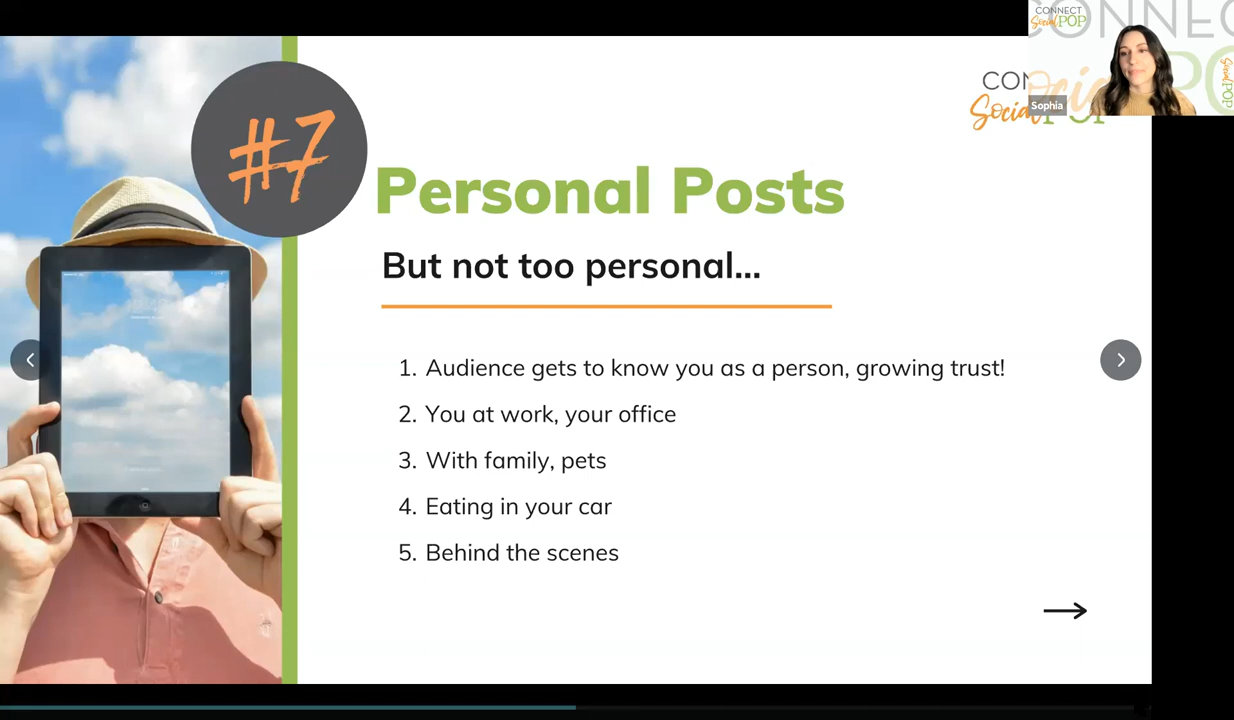 CONNECT
Social POP
Sophia
#7
Personal Posts
But not too personal...
1. Audience gets to know you as a person, growing trust!
2. You at work, your office
3. With family, pets
4. Eating in your car
5. Behind the scenes